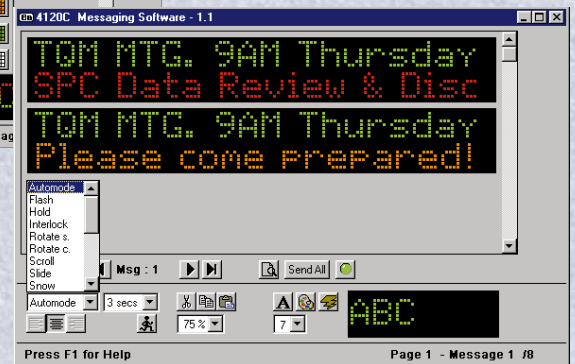 4120C Messaging Software - 1.1
TQM MTG. 9AM Thursday
SPC Data Review & Disc
TQM MTG. 9AM Thursday
Please come prepared!
Automode
Flash
Hold
Interlock
Rotate s.
Rotate c.
Scroll
Slide
Snow
Msg : 1
Send All
Automode
3 secs
75 %
A
7
ABC
Press F1 for Help
Page 1 - Message 1 /8